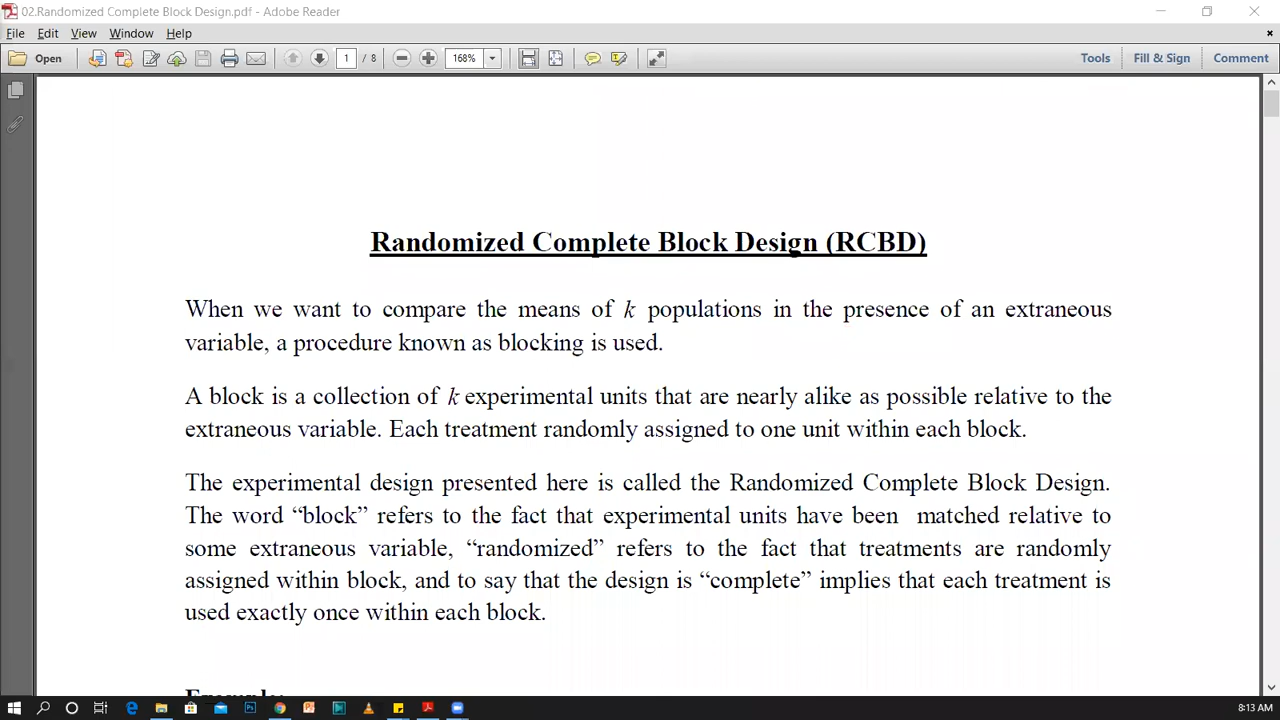 02.Randomized Complete Block Design.pdf - Adobe Reader
File Edit View Window Help
Open 1 / 8 168% Tools Fill & Sign Comment
Randomized Complete Block Design (RCBD)
When we want to compare the means of k populations in the presence of an extraneous
variable, a procedure known as blocking is used.
A block is a collection of k experimental units that are nearly alike as possible relative to the
extraneous variable. Each treatment randomly assigned to one unit within each block.
The experimental design presented here is called the Randomized Complete Block Design.
The word “block” refers to the fact that experimental units have been matched relative to
some extraneous variable, “randomized” refers to the fact that treatments are randomly
assigned within block, and to say that the design is “complete” implies that each treatment is
used exactly once within each block.
Example:
8:13 AM